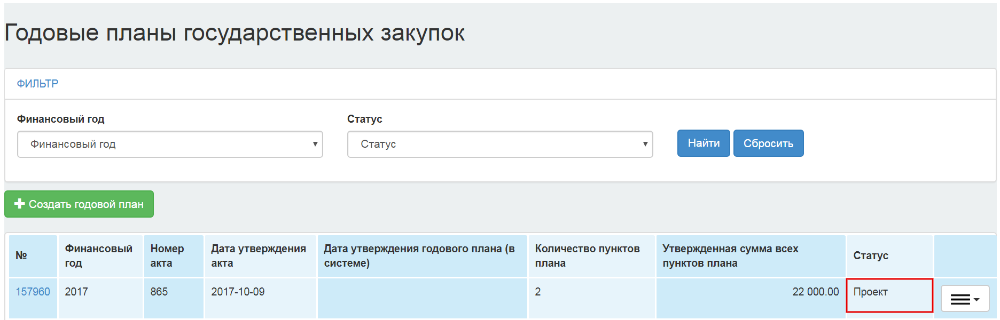 Годовые планы государственных закупок
ФИЛЬТР
Финансовый год
Статус
Финансовый год
Статус
Найти
Сбросить
Создать годовой план
№
Финансовый год
Номер акта
Дата утверждения акта
Дата утверждения годового плана (в системе)
Количество пунктов плана
Утвержденная сумма всех пунктов плана
Статус
157960
2017
865
2017-10-09
2
22 000.00
Проект